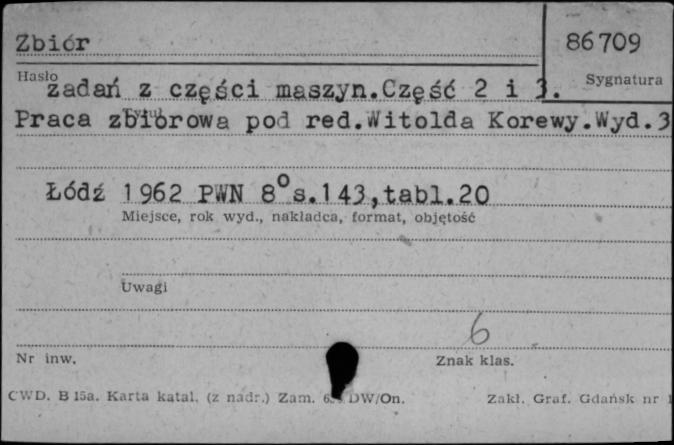 Zbiór 86709
Hasło Sygnatura
zadań z części maszyn.Część 2 i 3.
Tytuł
Praca zbiorowa pod red.Witolda Korewy.Wyd.3
Łódź 1962 PWN 8° s.143,tabl.20
Miejsce, rok wyd., nakładca, format, objętość
Uwagi
6
Nr inw. Znak klas.
CWD. B 15a. Karta katal. (z nadr.) Zam. DW/On. Zakł. Graf. Gdańsk nr 1